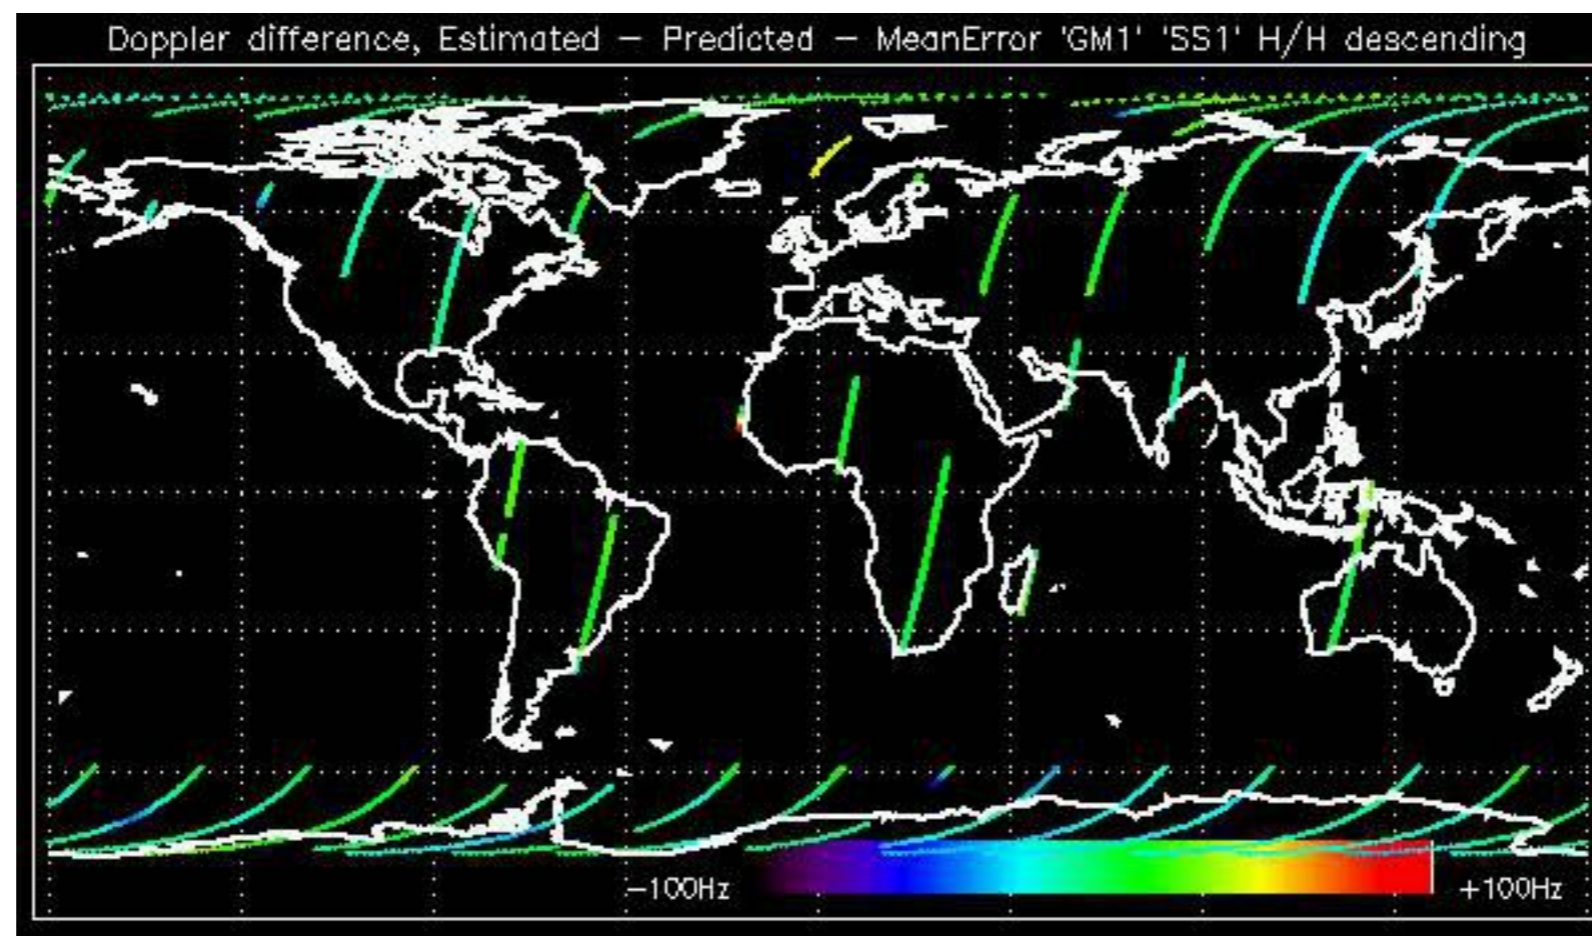 Doppler difference, Estimated – Predicted – MeanError 'GM1' 'SS1' H/H descending
–100Hz
+100Hz